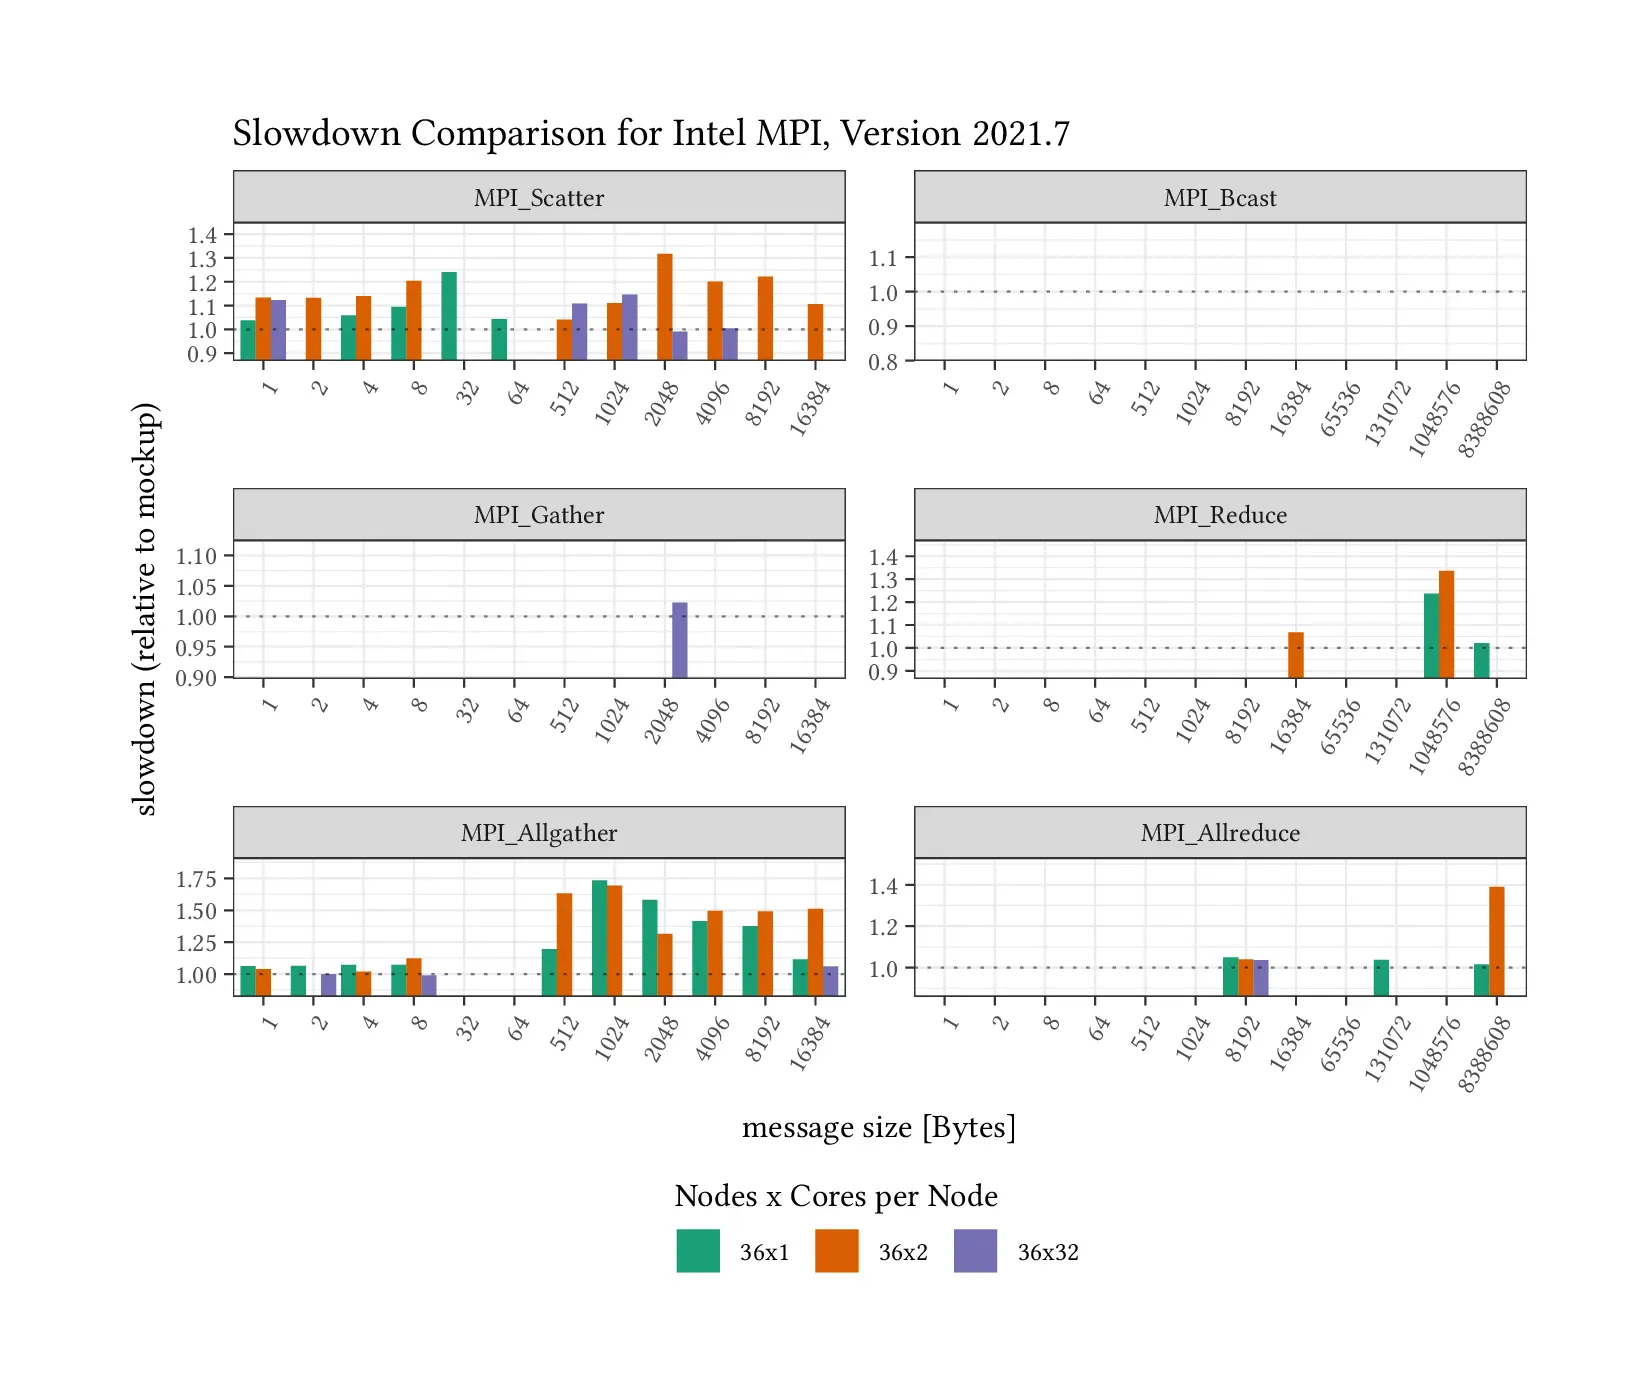 Slowdown Comparison for Intel MPI, Version 2021.7
slowdown (relative to mockup)
MPI_Scatter
1.4
1.3
1.2
1.1
1.0
0.9
1 2 4 8 32 64 512 1024 2048 4096 8192 16384
MPI_Bcast
1.1
1.0
0.9
0.8
1 2 8 64 512 1024 8192 16384 65536 131072 1048576 8388608
MPI_Gather
1.10
1.05
1.00
0.95
0.90
1 2 4 8 32 64 512 1024 2048 4096 8192 16384
MPI_Reduce
1.4
1.3
1.2
1.1
1.0
0.9
1 2 8 64 512 1024 8192 16384 65536 131072 1048576 8388608
MPI_Allgather
1.75
1.50
1.25
1.00
1 2 4 8 32 64 512 1024 2048 4096 8192 16384
MPI_Allreduce
1.4
1.2
1.0
1 2 8 64 512 1024 8192 16384 65536 131072 1048576 8388608
message size [Bytes]
Nodes x Cores per Node
36x1 36x2 36x32